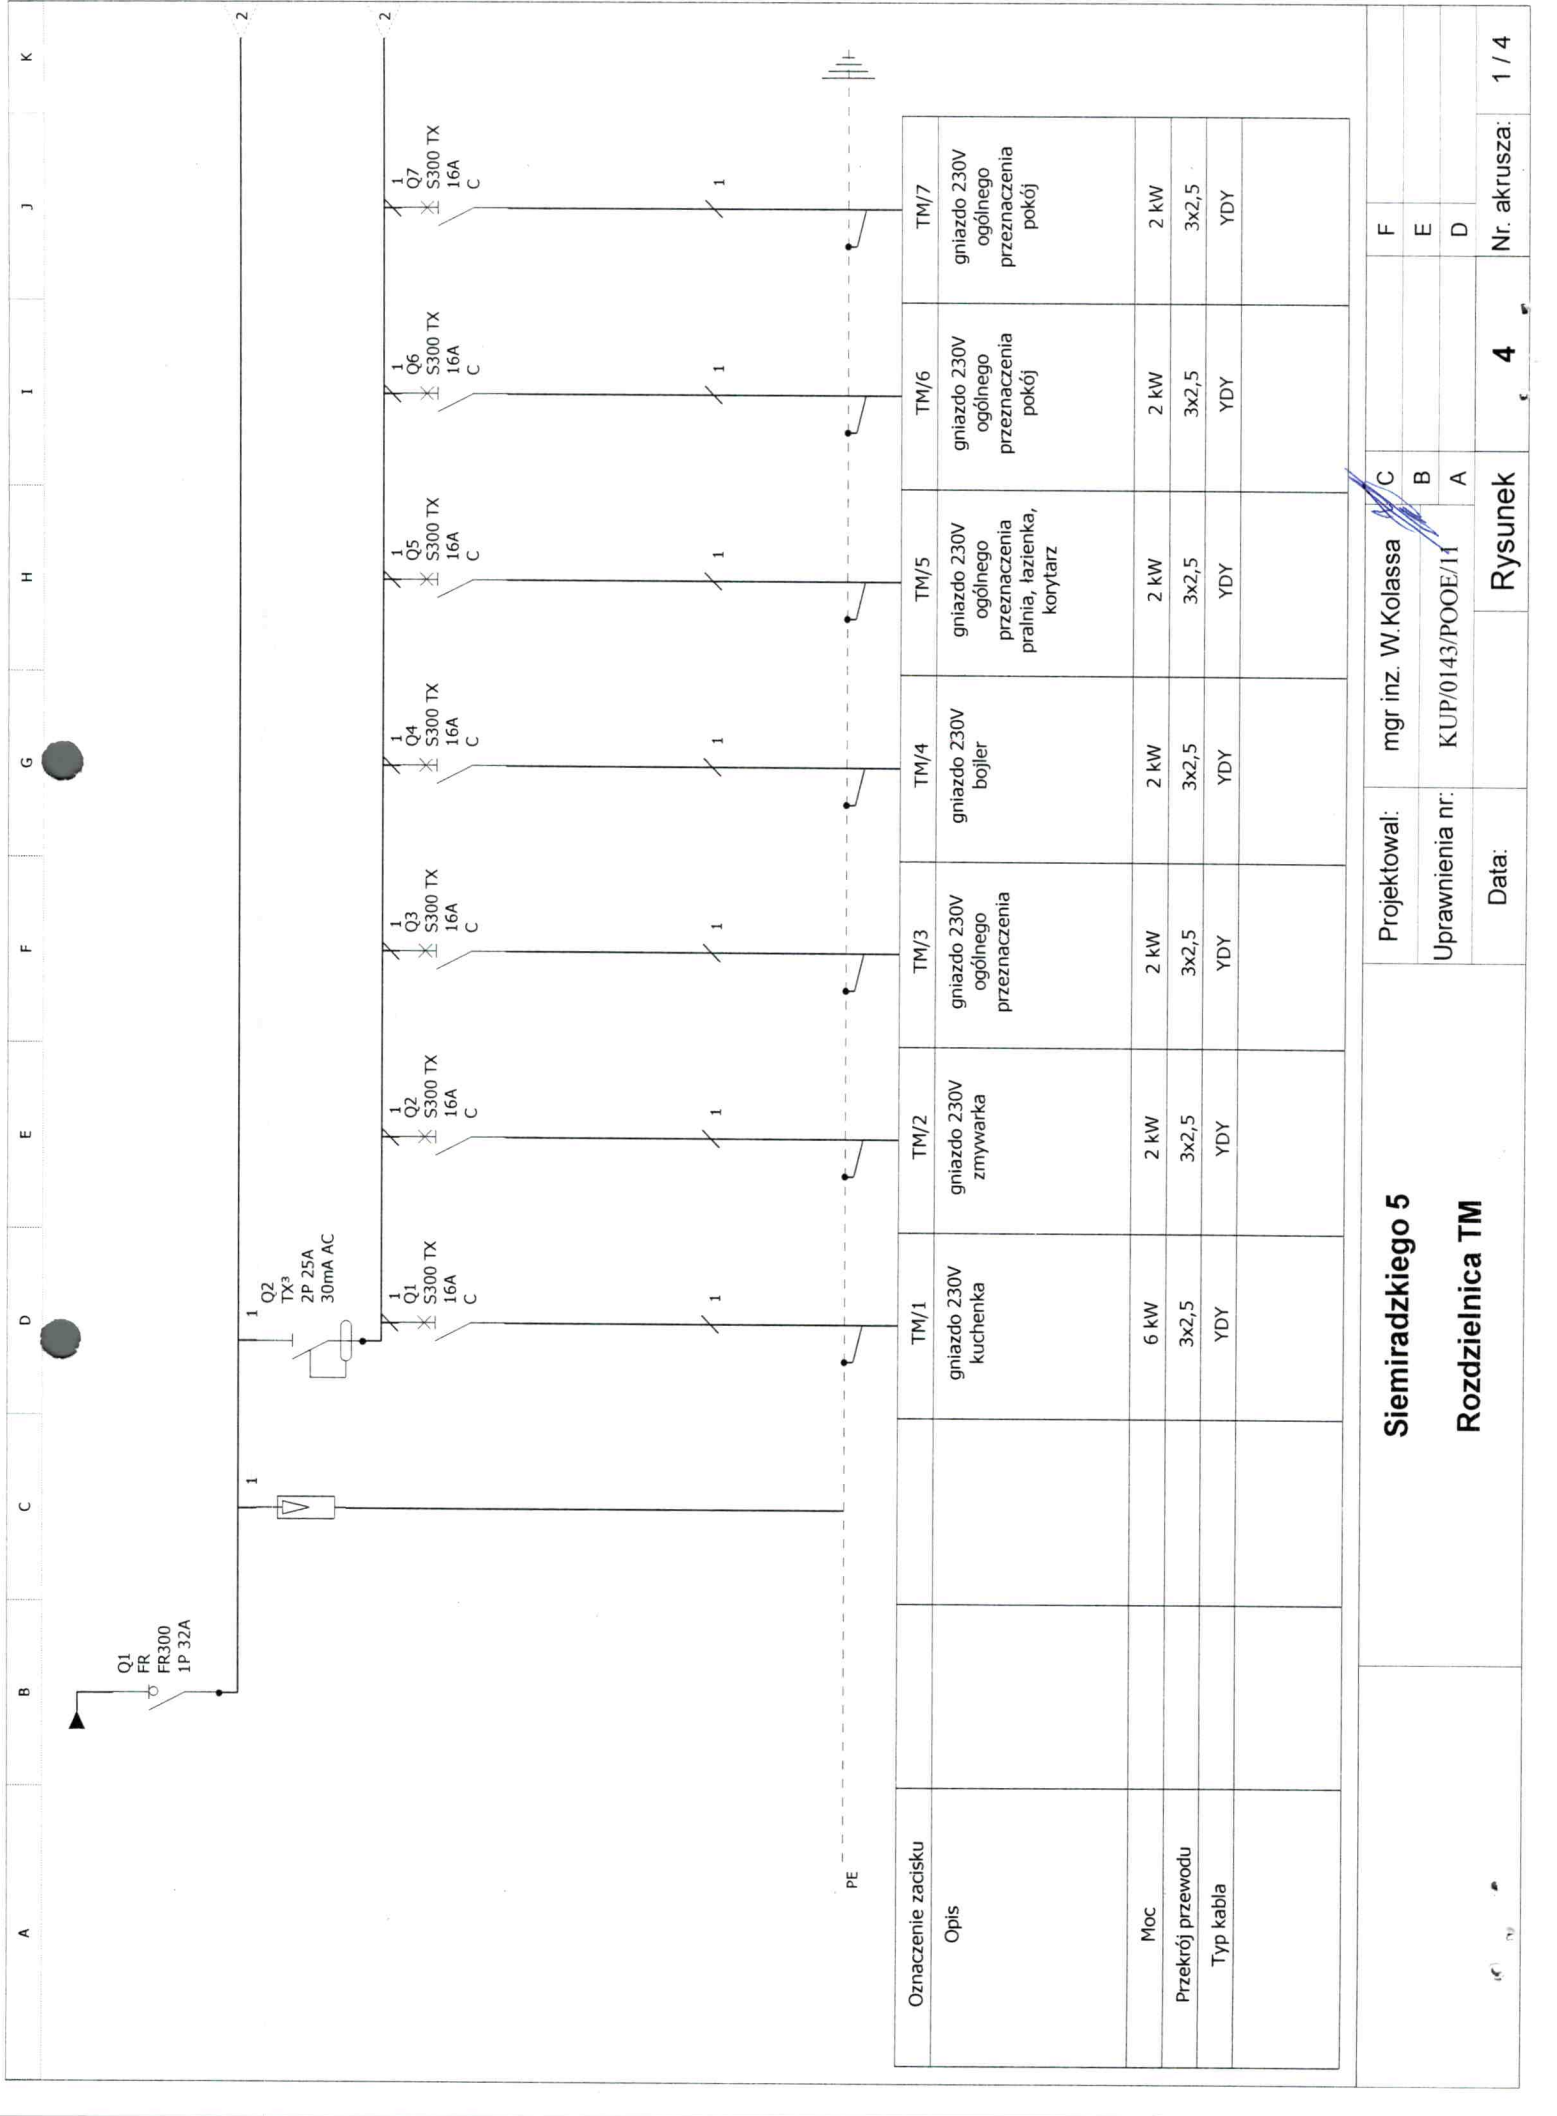 A B C D E F G H I J K
2
2
Q1
FR
FR300
1P 32A
1
1
Q2
TX³
2P 25A
30mA AC
1
Q1
S300 TX
16A
C
1
Q2
S300 TX
16A
C
1
Q3
S300 TX
16A
C
1
Q4
S300 TX
16A
C
1
Q5
S300 TX
16A
C
1
Q6
S300 TX
16A
C
1
Q7
S300 TX
16A
C
1 1 1 1 1 1 1
PE
Oznaczenie zacisku TM/1 TM/2 TM/3 TM/4 TM/5 TM/6 TM/7
Opis
gniazdo 230V
kuchenka
gniazdo 230V
zmywarka
gniazdo 230V
ogólnego
przeznaczenia
gniazdo 230V
bojler
gniazdo 230V
ogólnego
przeznaczenia
pralnia, łazienka,
korytarz
gniazdo 230V
ogólnego
przeznaczenia
pokój
gniazdo 230V
ogólnego
przeznaczenia
pokój
Moc 6 kW 2 kW 2 kW 2 kW 2 kW 2 kW 2 kW
Przekrój przewodu 3x2,5 3x2,5 3x2,5 3x2,5 3x2,5 3x2,5 3x2,5
Typ kabla YDY YDY YDY YDY YDY YDY YDY
Siemiradzkiego 5
Rozdzielnica TM
Projektowal: mgr inz. W.Kolassa
Uprawnienia nr: KUP/0143/POOE/11
Data:
C F
B E
A D
Rysunek 4 Nr. akrusza: 1 / 4